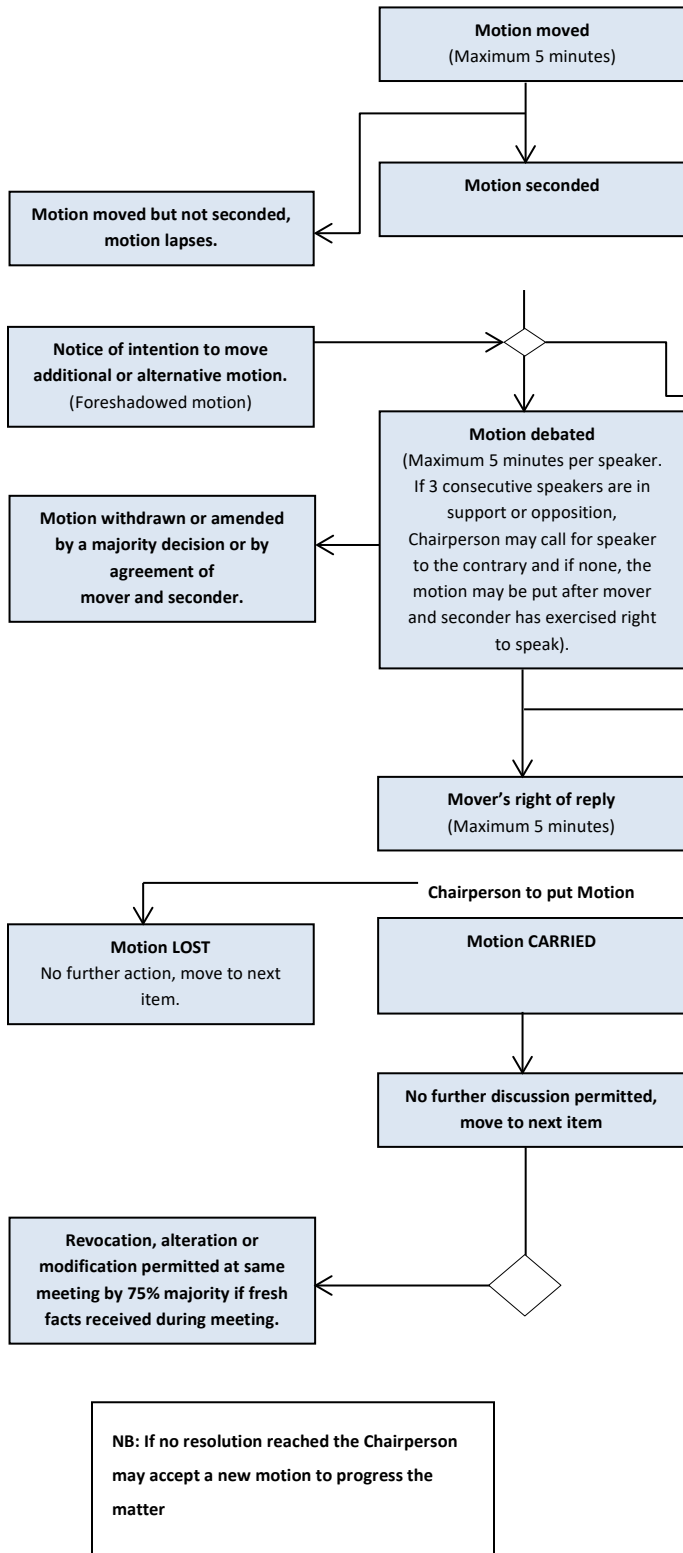 Motion moved
(Maximum 5 minutes)
Motion seconded
Motion moved but not seconded,
motion lapses.
Notice of intention to move
additional or alternative motion.
(Foreshadowed motion)
Motion debated
(Maximum 5 minutes per speaker.
If 3 consecutive speakers are in
support or opposition,
Chairperson may call for speaker
to the contrary and if none, the
motion may be put after mover
and seconder has exercised right
to speak).
Motion withdrawn or amended
by a majority decision or by
agreement of
mover and seconder.
Mover’s right of reply
(Maximum 5 minutes)
Chairperson to put Motion
Motion LOST
No further action, move to next
item.
Motion CARRIED
No further discussion permitted,
move to next item
Revocation, alteration or
modification permitted at same
meeting by 75% majority if fresh
facts received during meeting.
NB: If no resolution reached the Chairperson
may accept a new motion to progress the
matter